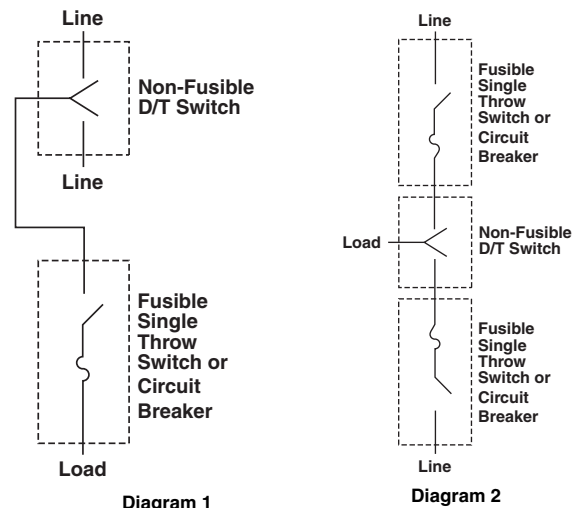 Line
Non-Fusible
D/T Switch
Line
Fusible
Single
Throw
Switch or
Circuit
Breaker
Load
Diagram 1
Line
Fusible
Single
Throw
Switch or
Circuit
Breaker
Load
Non-Fusible
D/T Switch
Fusible
Single
Throw
Switch or
Circuit
Breaker
Line
Diagram 2